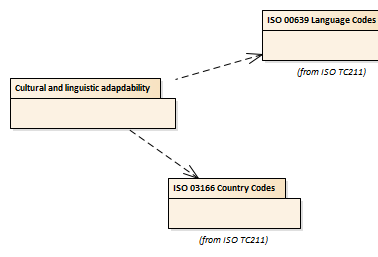 ISO 00639 Language Codes
(from ISO TC211)
Cultural and linguistic adapdability
ISO 03166 Country Codes
(from ISO TC211)